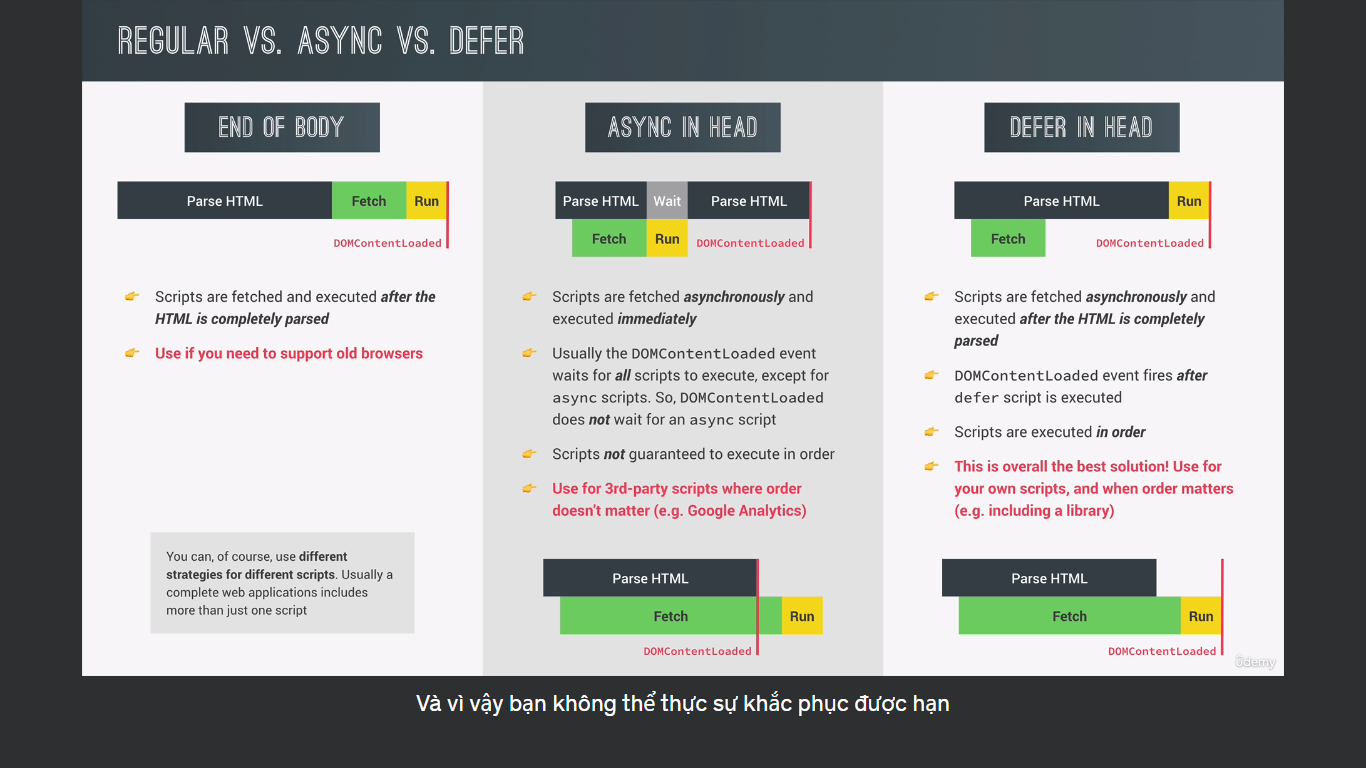 REGULAR VS. ASYNC VS. DEFER
END OF BODY
Parse HTML
Fetch
Run
DOMContentLoaded
Scripts are fetched and executed after the
HTML is completely parsed
Use if you need to support old browsers
You can, of course, use different
strategies for different scripts. Usually a
complete web applications includes
more than just one script
ASYNC IN HEAD
Parse HTML
Wait
Parse HTML
Fetch
Run
DOMContentLoaded
Scripts are fetched asynchronously and
executed immediately
Usually the DOMContentLoaded event
waits for all scripts to execute, except for
async scripts. So, DOMContentLoaded
does not wait for an async script
Scripts not guaranteed to execute in order
Use for 3rd-party scripts where order
doesn't matter (e.g. Google Analytics)
Parse HTML
Fetch
Run
DOMContentLoaded
DEFER IN HEAD
Parse HTML
Run
Fetch
DOMContentLoaded
Scripts are fetched asynchronously and
executed after the HTML is completely
parsed
DOMContentLoaded event fires after
defer script is executed
Scripts are executed in order
This is overall the best solution! Use for
your own scripts, and when order matters
(e.g. including a library)
Parse HTML
Fetch
Run
DOMContentLoaded
ûdemy
Và vì vậy bạn không thể thực sự khắc phục được hạn